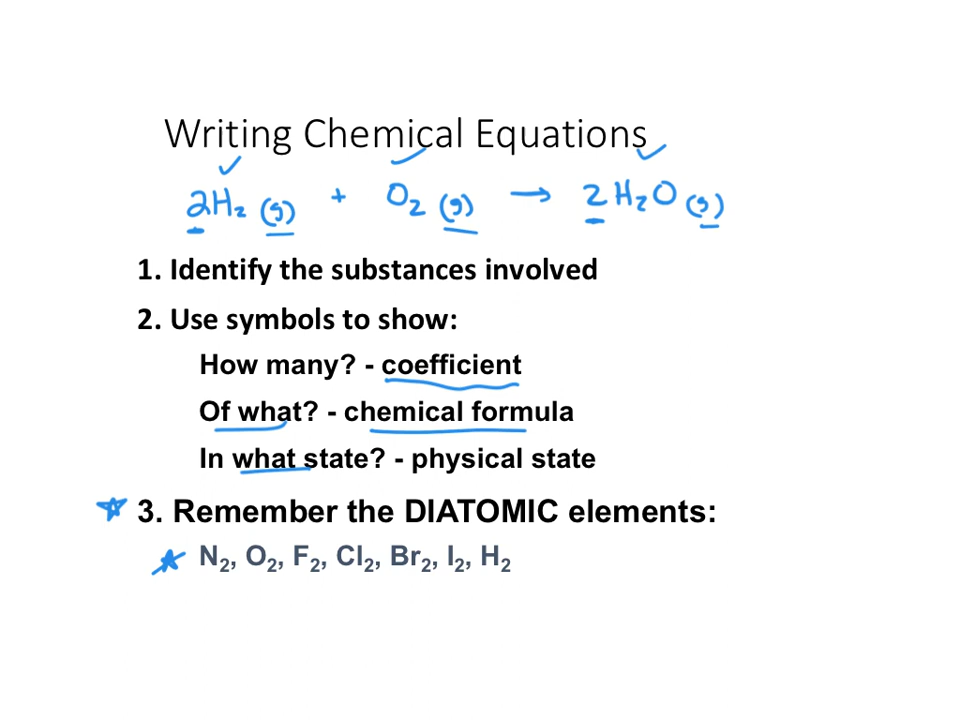 Writing Chemical Equations
2H₂ (g) + O₂ (g) → 2H₂O (g)
1. Identify the substances involved
2. Use symbols to show:
How many? - coefficient
Of what? - chemical formula
In what state? - physical state
3. Remember the DIATOMIC elements:
N₂, O₂, F₂, Cl₂, Br₂, I₂, H₂